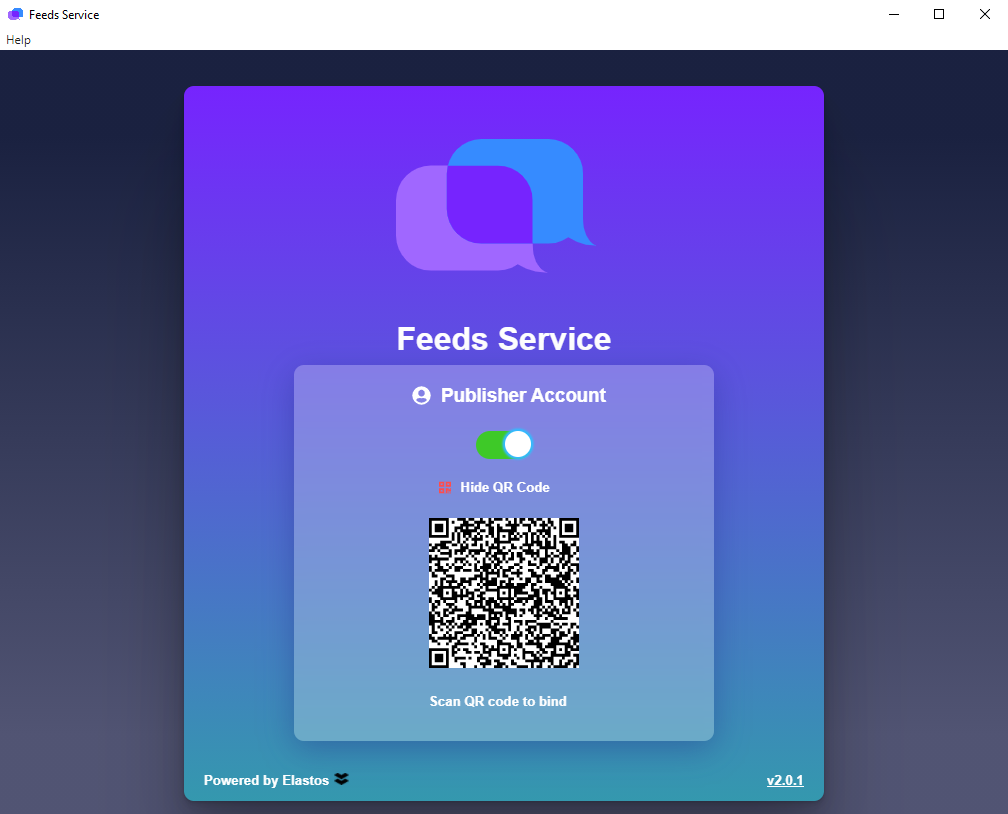 Feeds Service
Help
Feeds Service
Publisher Account
Hide QR Code
Scan QR code to bind
Powered by Elastos
v2.0.1